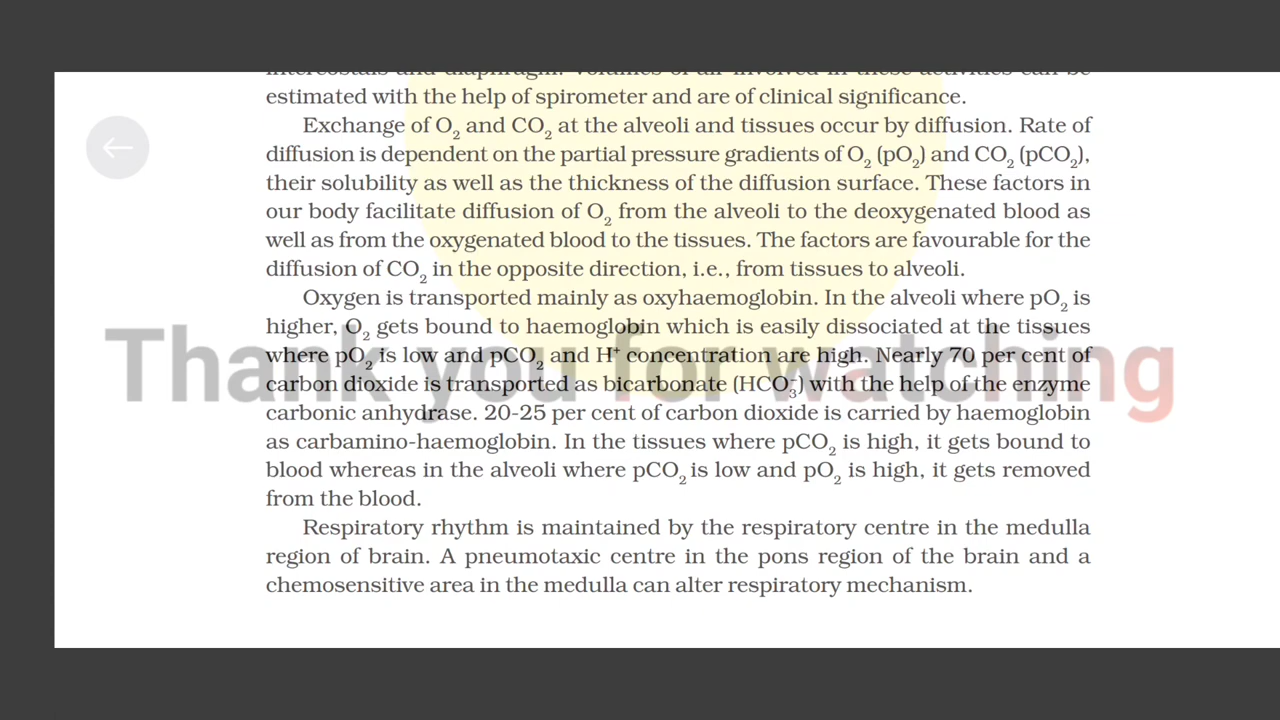 intercostals and diaphragm. Volumes of air involved in these activities can be
estimated with the help of spirometer and are of clinical significance.
Exchange of O₂ and CO₂ at the alveoli and tissues occur by diffusion. Rate of
diffusion is dependent on the partial pressure gradients of O₂ (pO₂) and CO₂ (pCO₂),
their solubility as well as the thickness of the diffusion surface. These factors in
our body facilitate diffusion of O₂ from the alveoli to the deoxygenated blood as
well as from the oxygenated blood to the tissues. The factors are favourable for the
diffusion of CO₂ in the opposite direction, i.e., from tissues to alveoli.
Oxygen is transported mainly as oxyhaemoglobin. In the alveoli where pO₂ is
higher, O₂ gets bound to haemoglobin which is easily dissociated at the tissues
where pO₂ is low and pCO₂ and H⁺ concentration are high. Nearly 70 per cent of
carbon dioxide is transported as bicarbonate (HCO₃⁻) with the help of the enzyme
carbonic anhydrase. 20-25 per cent of carbon dioxide is carried by haemoglobin
as carbamino-haemoglobin. In the tissues where pCO₂ is high, it gets bound to
blood whereas in the alveoli where pCO₂ is low and pO₂ is high, it gets removed
from the blood.
Respiratory rhythm is maintained by the respiratory centre in the medulla
region of brain. A pneumotaxic centre in the pons region of the brain and a
chemosensitive area in the medulla can alter respiratory mechanism.
Thank you for watching